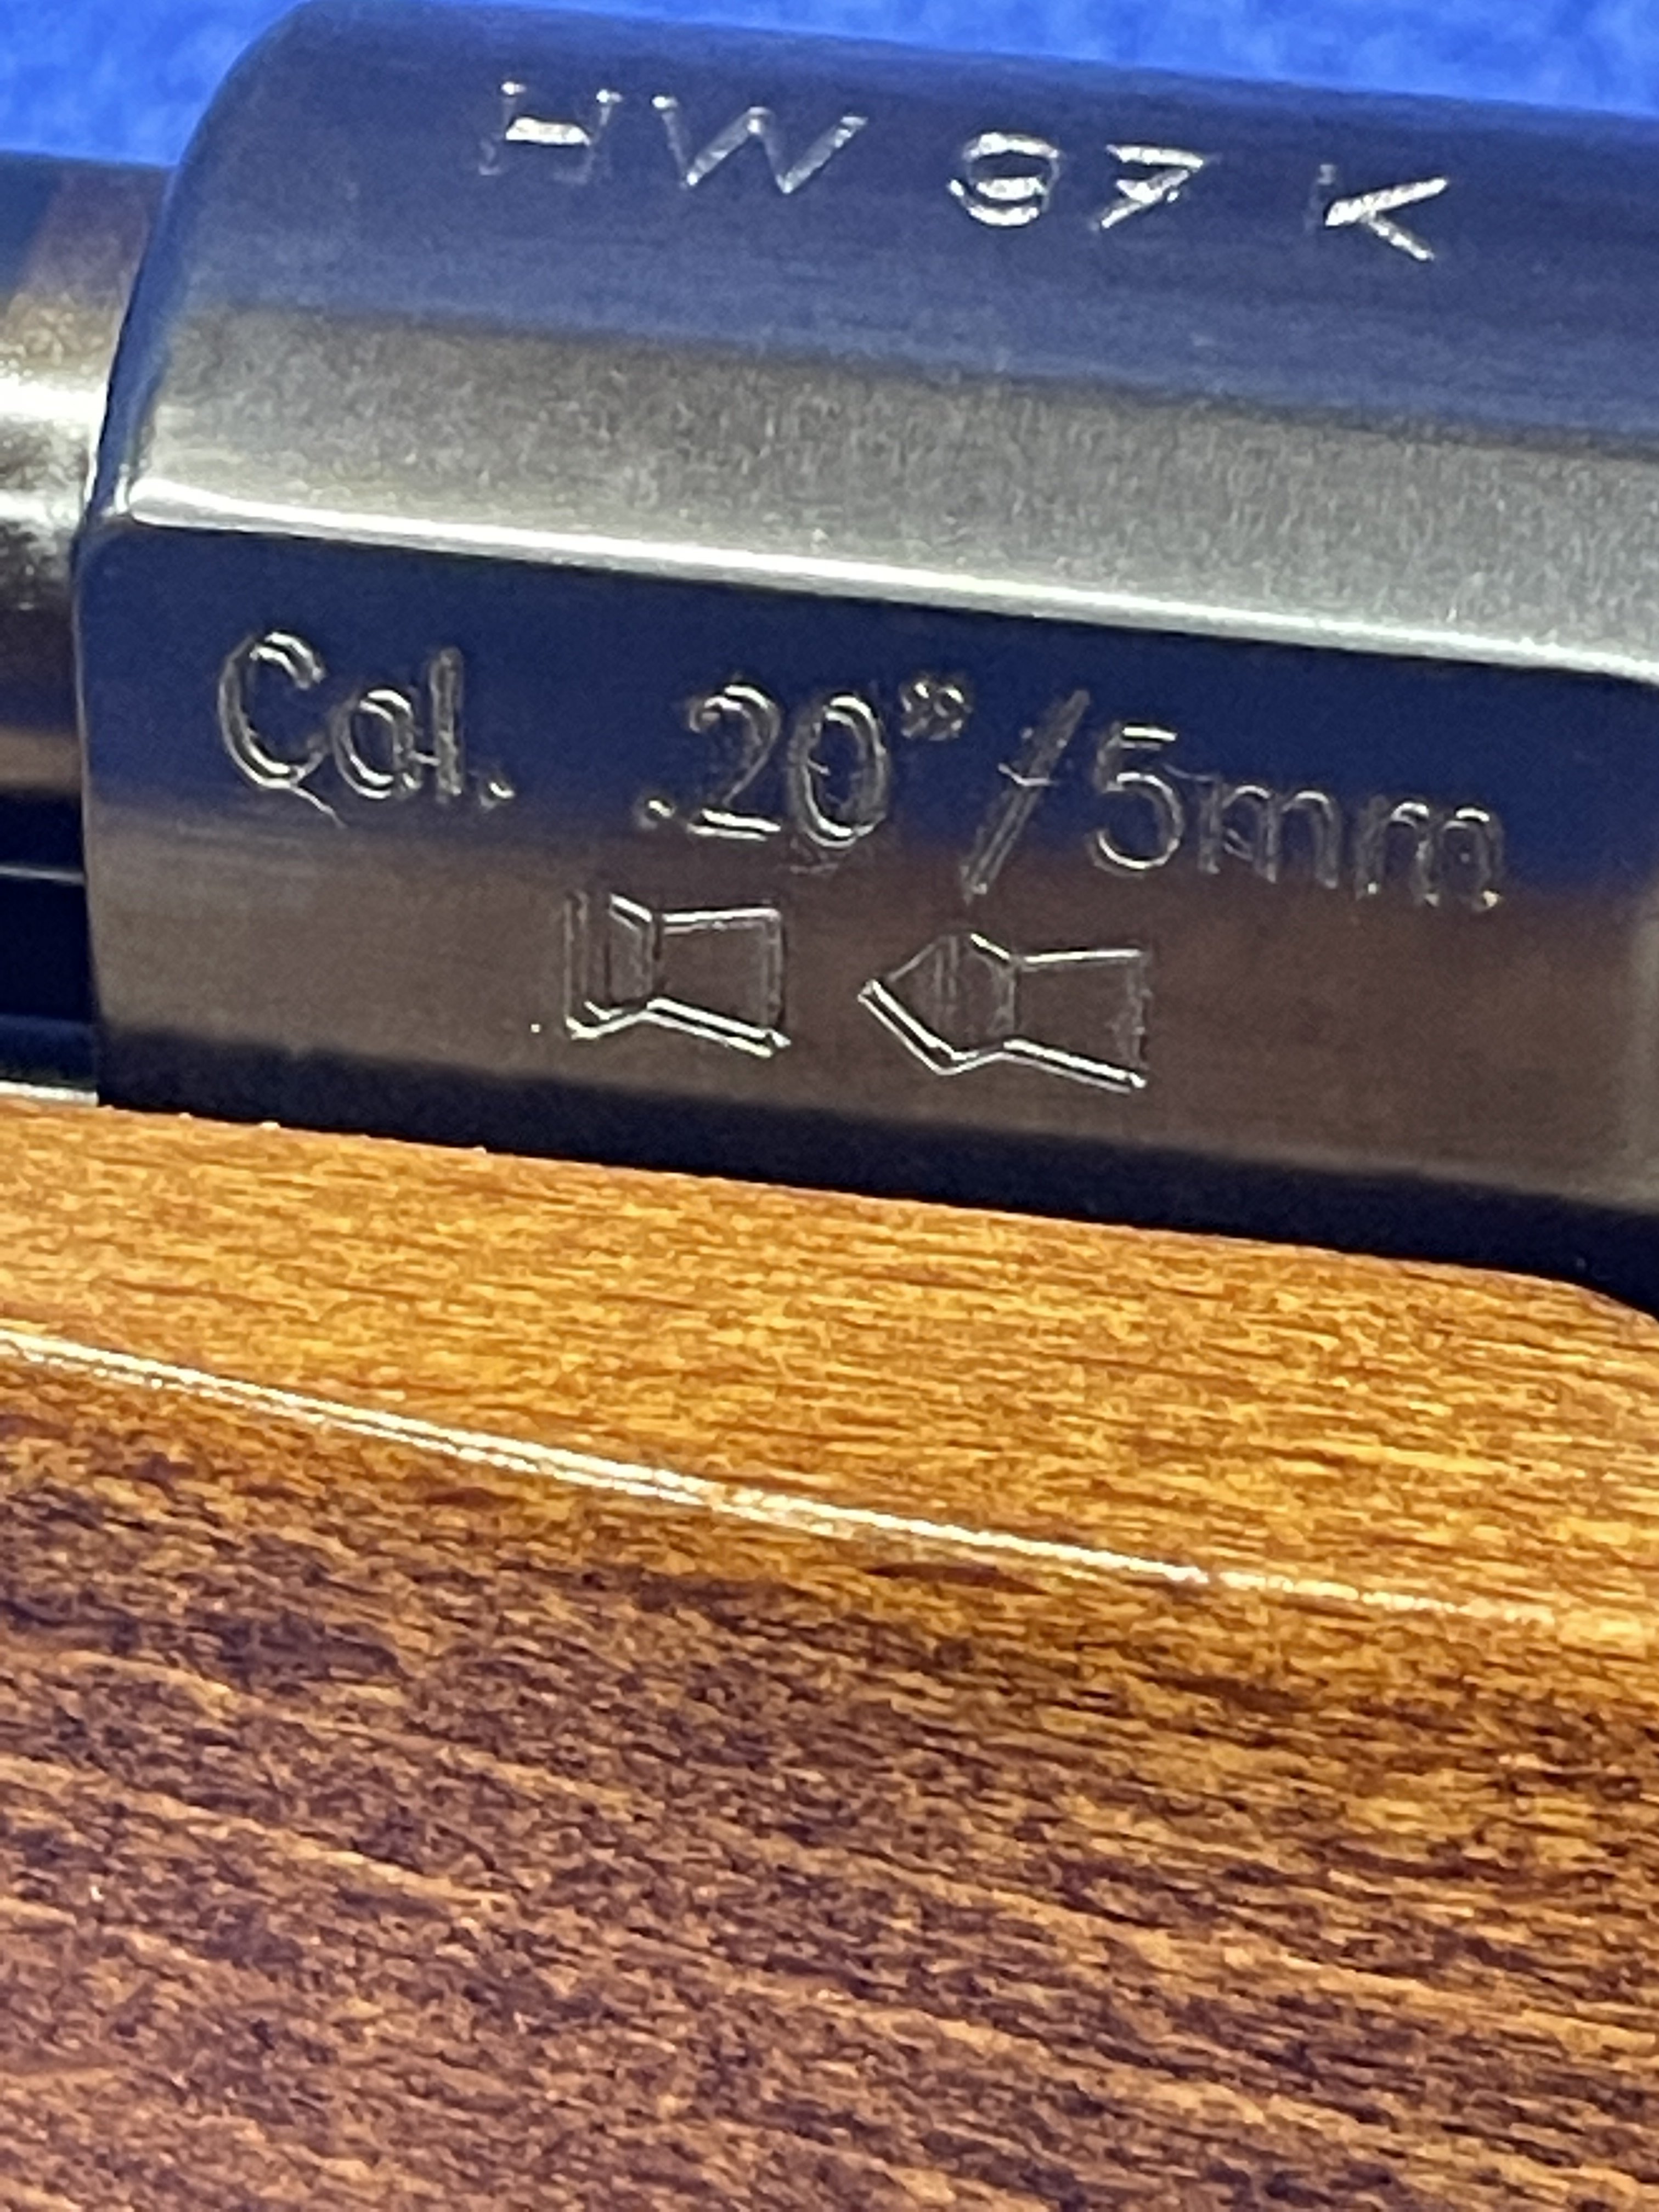 HW 97 K
Cal. .20”/5mm